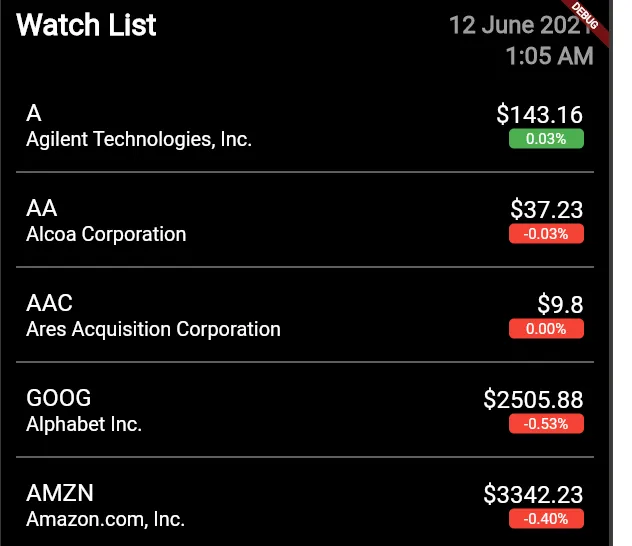 Watch List
12 June 2021
1:05 AM
DEBUG
A
$143.16
Agilent Technologies, Inc.
0.03%
AA
$37.23
Alcoa Corporation
-0.03%
AAC
$9.8
Ares Acquisition Corporation
0.00%
GOOG
$2505.88
Alphabet Inc.
-0.53%
AMZN
$3342.23
Amazon.com, Inc.
-0.40%